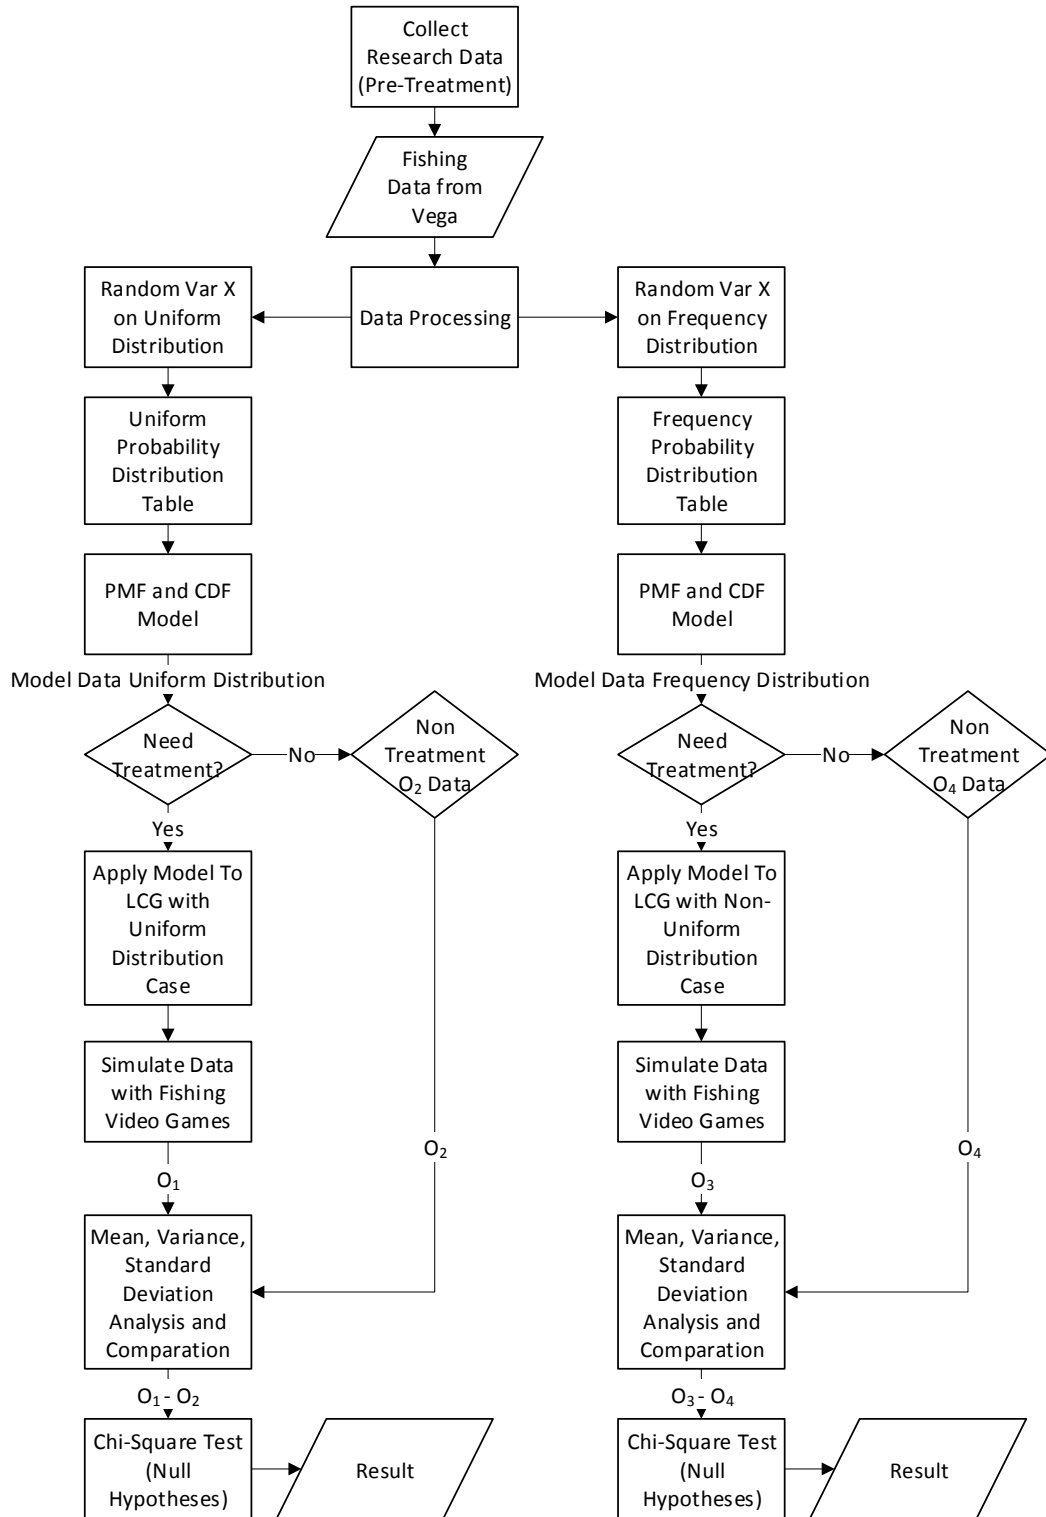 Collect
Research Data
(Pre-Treatment)
Fishing
Data from
Vega
Random Var X
on Uniform
Distribution
Data Processing
Random Var X
on Frequency
Distribution
Uniform
Probability
Distribution
Table
Frequency
Probability
Distribution
Table
PMF and CDF
Model
PMF and CDF
Model
Model Data Uniform Distribution
Model Data Frequency Distribution
Need
Treatment?
No
Non
Treatment
O₂ Data
Need
Treatment?
No
Non
Treatment
O₄ Data
Yes
Yes
Apply Model To
LCG with
Uniform
Distribution
Case
Apply Model To
LCG with Non-
Uniform
Distribution
Case
Simulate Data
with Fishing
Video Games
Simulate Data
with Fishing
Video Games
O₂
O₄
O₁
O₃
Mean, Variance,
Standard
Deviation
Analysis and
Comparation
Mean, Variance,
Standard
Deviation
Analysis and
Comparation
O₁ - O₂
O₃ - O₄
Chi-Square Test
(Null
Hypotheses)
Result
Chi-Square Test
(Null
Hypotheses)
Result